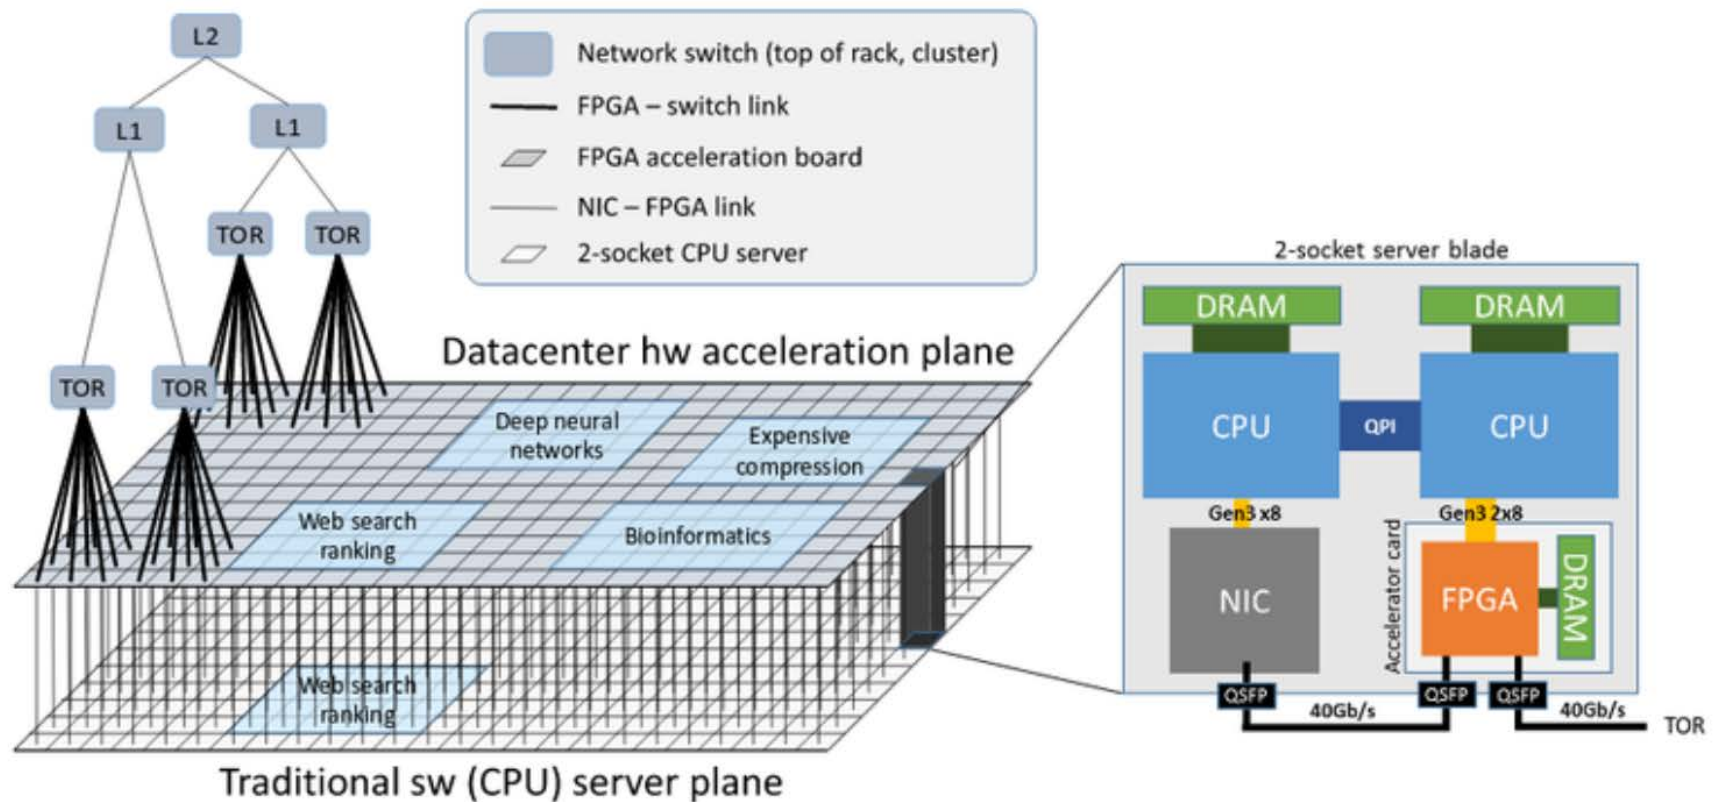 L2
L1
L1
TOR
TOR
TOR
TOR
Network switch (top of rack, cluster)
FPGA – switch link
FPGA acceleration board
NIC – FPGA link
2-socket CPU server
Datacenter hw acceleration plane
Deep neural
networks
Expensive
compression
Web search
ranking
Bioinformatics
Web search
ranking
Traditional sw (CPU) server plane
2-socket server blade
DRAM
DRAM
CPU
QPI
CPU
Gen3 x8
Gen3 2x8
Accelerator card
NIC
FPGA
DRAM
QSFP
QSFP
QSFP
40Gb/s
40Gb/s
TOR